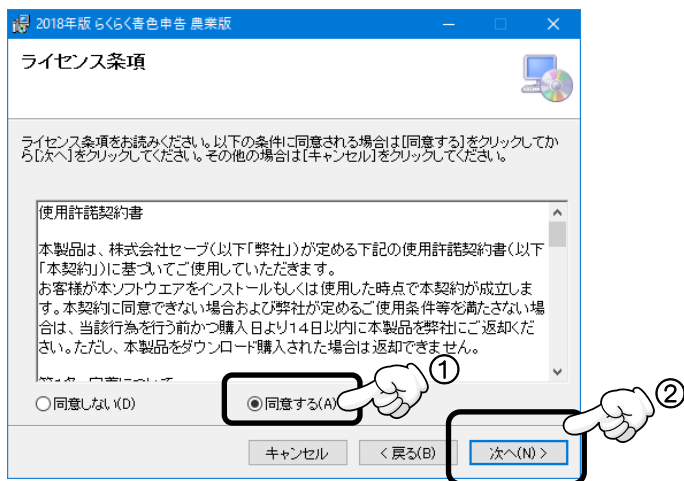 2018年版 らくらく青色申告 農業版
ライセンス条項
ライセンス条項をお読みください。以下の条件に同意される場合は[同意する]をクリックしてか
ら[次へ]をクリックしてください。その他の場合は[キャンセル]をクリックしてください。
使用許諾契約書
本製品は、株式会社セーブ(以下「弊社」)が定める下記の使用許諾契約書(以下
「本契約」)に基づいてご使用していただきます。
お客様が本ソフトウエアをインストールもしくは使用した時点で本契約が成立しま
す。本契約に同意できない場合および弊社が定めるご使用条件等を満たさない場
合は、当該行為を行う前かつ購入日より14日以内に本製品を弊社にご返却くだ
さい。ただし、本製品をダウンロード購入された場合は返却できません。
①
同意しない(D) 同意する(A)
②
キャンセル < 戻る(B) 次へ(N) >